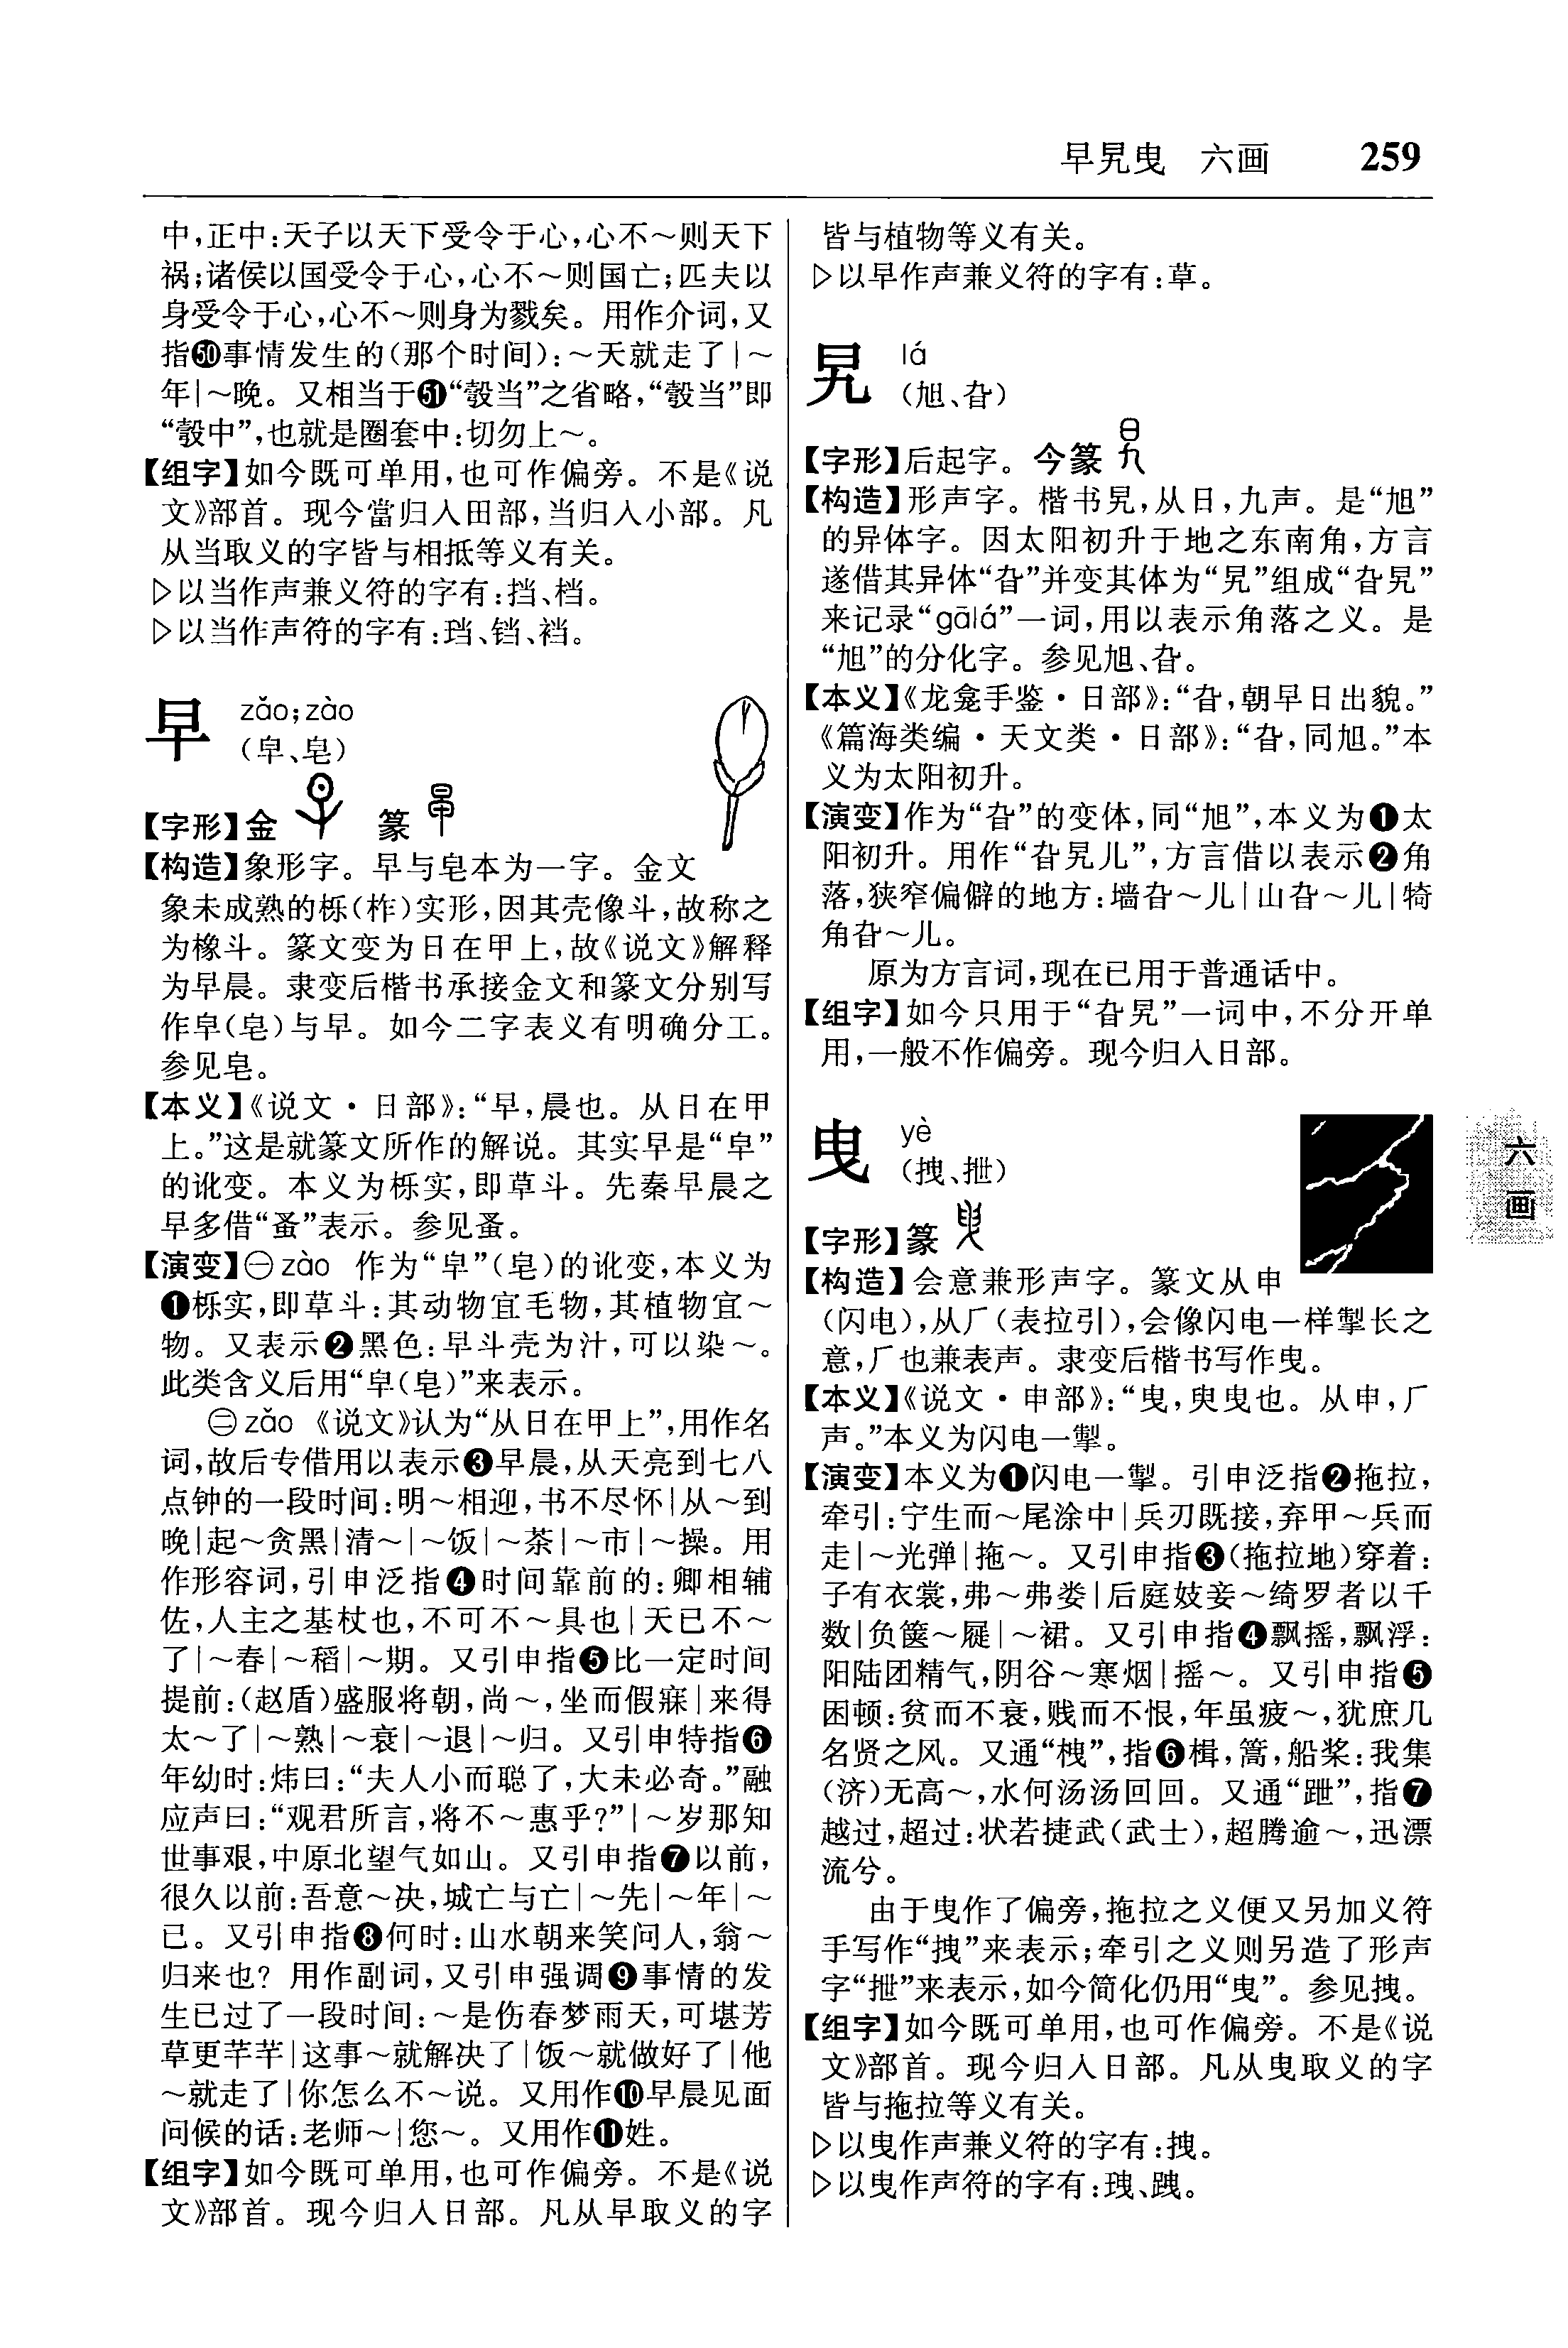 早旯曳　六画　259
中,正中:天子以天下受令于心,心不～则天下
祸;诸侯以国受令于心,心不～则国亡;匹夫以
身受令于心,心不～则身为戮矣。用作介词,又
指㊿事情发生的(那个时间):～天就走了|～
年|～晚。又相当于51“彀当”之省略,“彀当”即
“彀中”,也就是圈套中:切勿上～。
【组字】如今既可单用,也可作偏旁。不是《说
文》部首。现今當归入田部,当归入小部。凡
从当取义的字皆与相抵等义有关。
▷以当作声兼义符的字有:挡、档。
▷以当作声符的字有:珰、铛、裆。
早 zǎo;zào
(皁、皂)
【字形】金 篆
【构造】象形字。早与皂本为一字。金文
象未成熟的栎(柞)实形,因其壳像斗,故称之
为橡斗。篆文变为日在甲上,故《说文》解释
为早晨。隶变后楷书承接金文和篆文分别写
作皁(皂)与早。如今二字表义有明确分工。
参见皂。
【本义】《说文·日部》:“早,晨也。从日在甲
上。”这是就篆文所作的解说。其实早是“皁”
的讹变。本义为栎实,即草斗。先秦早晨之
早多借“蚤”表示。参见蚤。
【演变】㊀zào 作为“皁”(皂)的讹变,本义为
❶栎实,即草斗:其动物宜毛物,其植物宜～
物。又表示❷黑色:早斗壳为汁,可以染～。
此类含义后用“皁(皂)”来表示。
㊁zǎo 《说文》认为“从日在甲上”,用作名
词,故后专借用以表示❸早晨,从天亮到七八
点钟的一段时间:明～相迎,书不尽怀|从～到
晚|起～贪黑|清～|～饭|～茶|～市|～操。用
作形容词,引申泛指❹时间靠前的:卿相辅
佐,人主之基杖也,不可不～具也|天已不～
了|～春|～稻|～期。又引申指❺比一定时间
提前:(赵盾)盛服将朝,尚～,坐而假寐|来得
太～了|～熟|～衰|～退|～归。又引申特指❻
年幼时:炜曰:“夫人小而聪了,大未必奇。”融
应声曰:“观君所言,将不～惠乎?”|～岁那知
世事艰,中原北望气如山。又引申指❼以前,
很久以前:吾意～决,城亡与亡|～先|～年|～
已。又引申指❽何时:山水朝来笑问人,翁～
归来也?用作副词,又引申强调❾事情的发
生已过了一段时间:～是伤春梦雨天,可堪芳
草更芊芊|这事～就解决了|饭～就做好了|他
～就走了|你怎么不～说。又用作❿早晨见面
问候的话:老师～|您～。又用作⓫姓。
【组字】如今既可单用,也可作偏旁。不是《说
文》部首。现今归入日部。凡从早取义的字
皆与植物等义有关。
▷以早作声兼义符的字有:草。
旯 lá
(旭、旮)
【字形】后起字。今篆
【构造】形声字。楷书旯,从日,九声。是“旭”
的异体字。因太阳初升于地之东南角,方言
遂借其异体“旮”并变其体为“旯”组成“旮旯”
来记录“gālá”一词,用以表示角落之义。是
“旭”的分化字。参见旭、旮。
【本义】《龙龛手鉴·日部》:“旮,朝早日出貌。”
《篇海类编·天文类·日部》:“旮,同旭。”本
义为太阳初升。
【演变】作为“旮”的变体,同“旭”,本义为❶太
阳初升。用作“旮旯儿”,方言借以表示❷角
落,狭窄偏僻的地方:墙旮～儿|山旮～儿|犄
角旮～儿。
原为方言词,现在已用于普通话中。
【组字】如今只用于“旮旯”一词中,不分开单
用,一般不作偏旁。现今归入日部。
曳 yè
(拽、抴)
【字形】篆
【构造】会意兼形声字。篆文从申
(闪电),从厂(表拉引),会像闪电一样掣长之
意,厂也兼表声。隶变后楷书写作曳。
【本义】《说文·申部》:“曳,臾曳也。从申,厂
声。”本义为闪电一掣。
【演变】本义为❶闪电一掣。引申泛指❷拖拉,
牵引:宁生而～尾涂中|兵刃既接,弃甲～兵而
走|～光弹|拖～。又引申指❸(拖拉地)穿着:
子有衣裳,弗～弗娄|后庭妓妾～绮罗者以千
数|负箧～屣|～裙。又引申指❹飘摇,飘浮:
阳陆团精气,阴谷～寒烟|摇～。又引申指❺
困顿:贫而不衰,贱而不恨,年虽疲～,犹庶几
名贤之风。又通“栧”,指❻楫,篙,船桨:我集
(济)无高～,水何汤汤回回。又通“跇”,指❼
越过,超过:状若捷武(武士),超腾逾～,迅漂
流兮。
由于曳作了偏旁,拖拉之义便又另加义符
手写作“拽”来表示;牵引之义则另造了形声
字“抴”来表示,如今简化仍用“曳”。参见拽。
【组字】如今既可单用,也可作偏旁。不是《说
文》部首。现今归入日部。凡从曳取义的字
皆与拖拉等义有关。
▷以曳作声兼义符的字有:拽。
▷以曳作声符的字有:㻀、跩。
六
画